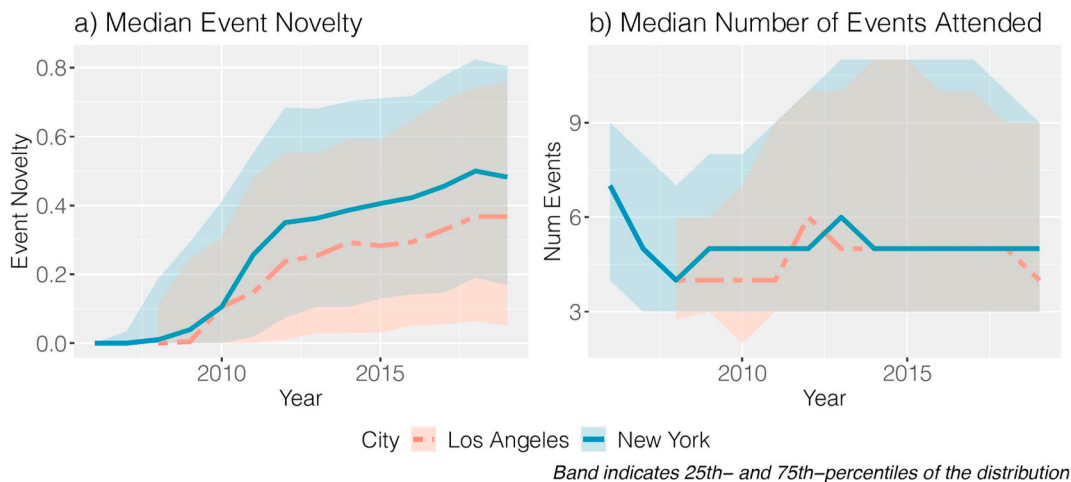 a) Median Event Novelty
b) Median Number of Events Attended
Event Novelty
0.8
0.6
0.4
0.2
0.0
2010
2015
Year
Num Events
9
6
3
2010
2015
Year
City
Los Angeles
New York
Band indicates 25th– and 75th–percentiles of the distribution